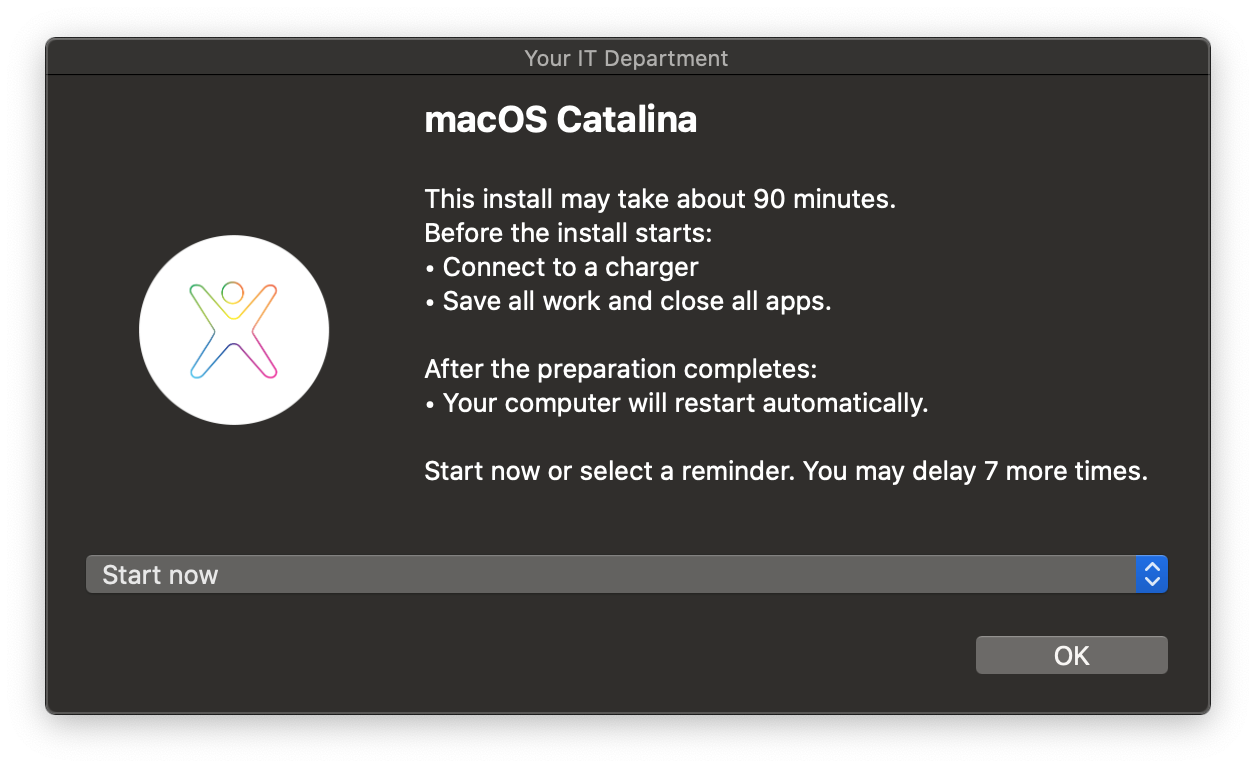 Your IT Department
macOS Catalina
This install may take about 90 minutes.
Before the install starts:
• Connect to a charger
• Save all work and close all apps.
After the preparation completes:
• Your computer will restart automatically.
Start now or select a reminder. You may delay 7 more times.
Start now
OK